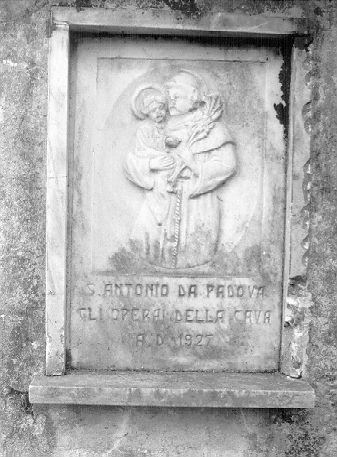 S. ANTONIO DA PADOVA
GLI OPERAI DELLA CAVA
A. D. 1927